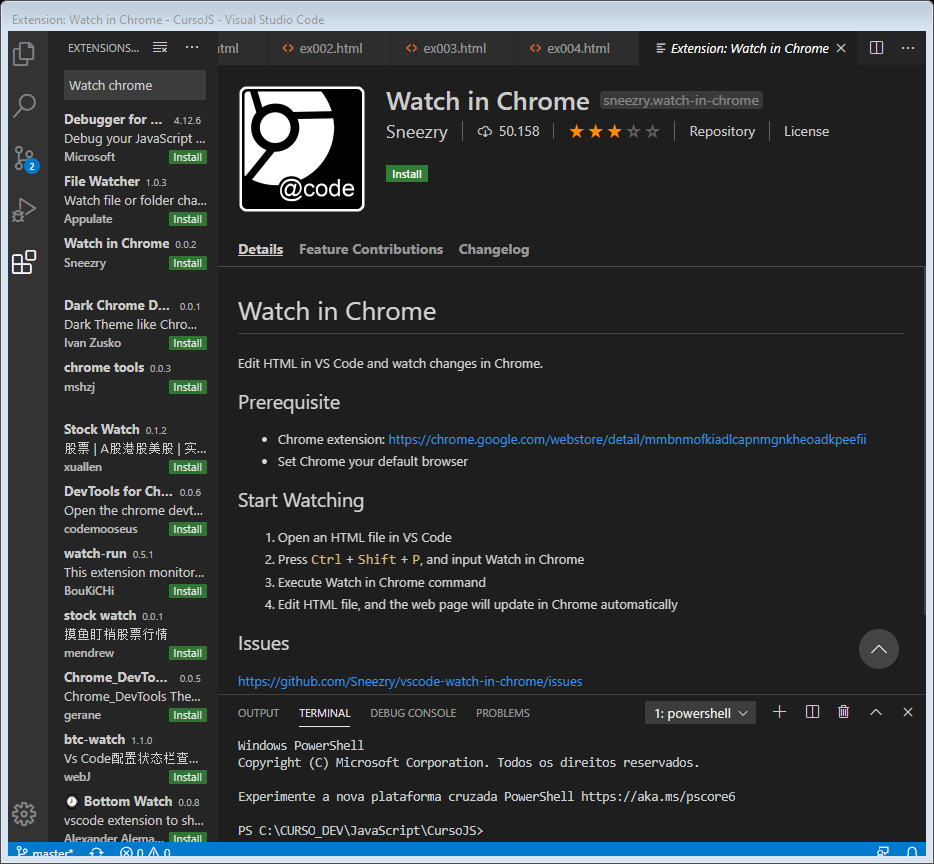 Extension: Watch in Chrome - CursoJS - Visual Studio Code
EXTENSIONS...
tml
ex002.html
ex003.html
ex004.html
Extension: Watch in Chrome
Watch chrome
Debugger for ... 4.12.6
Debug your JavaScript ...
Microsoft Install
File Watcher 1.0.3
Watch file or folder cha...
Appulate Install
Watch in Chrome 0.0.2
Sneezry Install
Dark Chrome D... 0.0.1
Dark Theme like Chro...
Ivan Zusko Install
chrome tools 0.0.3
mshzj Install
Stock Watch 0.1.2
股票 | A股港股美股 | 实...
xuallen Install
DevTools for Ch... 0.0.6
Open the chrome devt...
codemooseus Install
watch-run 0.5.1
This extension monitor...
BouKiCHi Install
stock watch 0.0.1
摸鱼盯梢股票行情
mendrew Install
Chrome_DevTo... 0.0.5
Chrome_DevTools The...
gerane Install
btc-watch 1.1.0
Vs Code配置状态栏查...
webJ Install
Bottom Watch 0.0.8
vscode extension to sh...
Alexander Alema... Install
2
@code
Watch in Chrome sneezry.watch-in-chrome
Sneezry 50.158 Repository License
Install
Details Feature Contributions Changelog
Watch in Chrome
Edit HTML in VS Code and watch changes in Chrome.
Prerequisite
• Chrome extension: https://chrome.google.com/webstore/detail/mmbnmofkiadlcapnmgnkheoadkpeefii
• Set Chrome your default browser
Start Watching
1. Open an HTML file in VS Code
2. Press Ctrl + Shift + P, and input Watch in Chrome
3. Execute Watch in Chrome command
4. Edit HTML file, and the web page will update in Chrome automatically
Issues
https://github.com/Sneezry/vscode-watch-in-chrome/issues
OUTPUT TERMINAL DEBUG CONSOLE PROBLEMS 1: powershell
Windows PowerShell
Copyright (C) Microsoft Corporation. Todos os direitos reservados.
Experimente a nova plataforma cruzada PowerShell https://aka.ms/pscore6
PS C:\CURSO_DEV\JavaScript\CursoJS>
master* 0 0